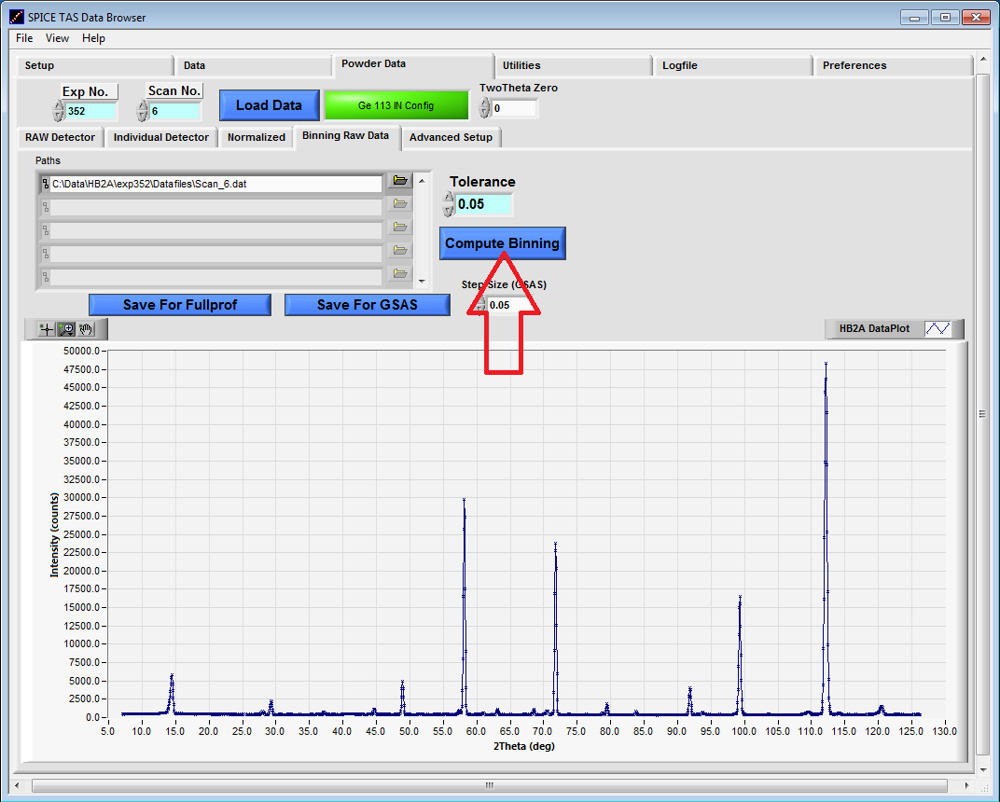 SPICE TAS Data Browser
File View Help
Setup Data Powder Data Utilities Logfile Preferences
Exp No. Scan No. TwoTheta Zero
352 6 Load Data Ge 113 IN Config 0
RAW Detector Individual Detector Normalized Binning Raw Data Advanced Setup
Paths
C:\Data\HB2A\exp352\Datafiles\Scan_6.dat
Tolerance
0.05
Compute Binning
Step Size (GSAS)
Save For Fullprof Save For GSAS 0.05
HB2A DataPlot
50000.0
47500.0
45000.0
42500.0
40000.0
37500.0
35000.0
32500.0
30000.0
27500.0
25000.0
22500.0
20000.0
17500.0
15000.0
12500.0
10000.0
7500.0
5000.0
2500.0
0.0
Intensity (counts)
5.0 10.0 15.0 20.0 25.0 30.0 35.0 40.0 45.0 50.0 55.0 60.0 65.0 70.0 75.0 80.0 85.0 90.0 95.0 100.0 105.0 110.0 115.0 120.0 125.0 130.0
2Theta (deg)